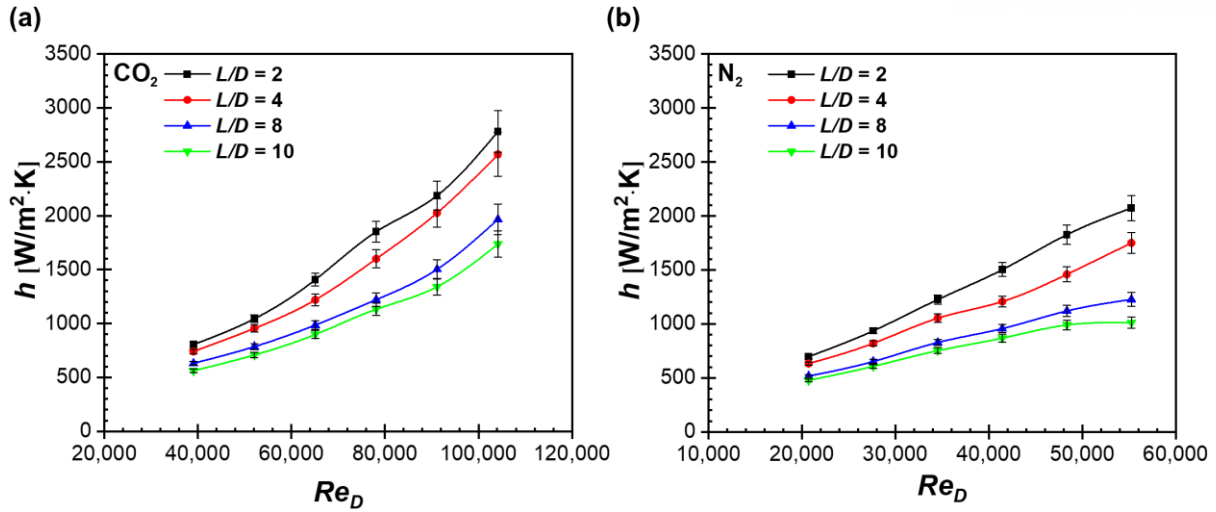 (a)
CO₂
L/D = 2
L/D = 4
L/D = 8
L/D = 10
3500
3000
2500
2000
1500
1000
500
0
h [W/m²·K]
20,000 40,000 60,000 80,000 100,000 120,000
Re_D
(b)
N₂
L/D = 2
L/D = 4
L/D = 8
L/D = 10
3500
3000
2500
2000
1500
1000
500
0
h [W/m²·K]
10,000 20,000 30,000 40,000 50,000 60,000
Re_D